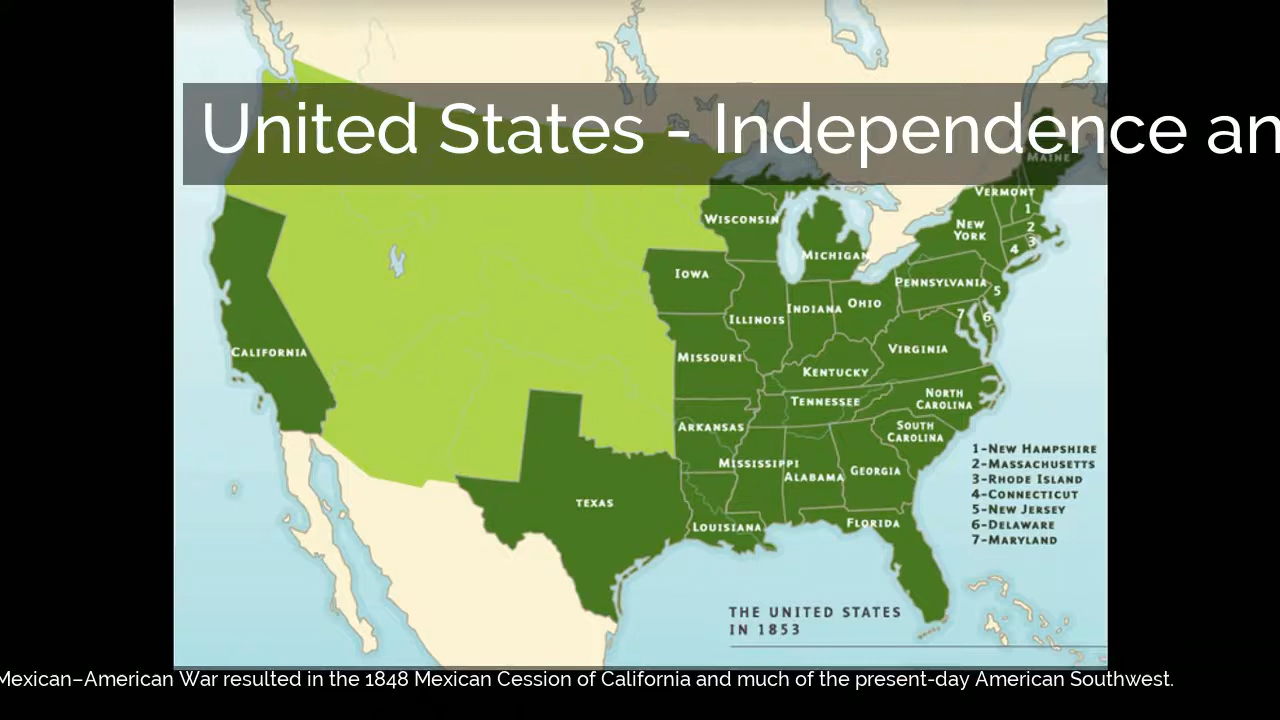 United States - Independence an
MAINE
VERMONT
1
WISCONSIN
NEW
YORK
2
3
4
MICHIGAN
IOWA
PENNSYLVANIA
5
ILLINOIS
INDIANA
OHIO
7
6
CALIFORNIA
MISSOURI
VIRGINIA
KENTUCKY
TENNESSEE
NORTH
CAROLINA
ARKANSAS
SOUTH
CAROLINA
MISSISSIPPI
ALABAMA
GEORGIA
TEXAS
LOUISIANA
FLORIDA
1-NEW HAMPSHIRE
2-MASSACHUSETTS
3-RHODE ISLAND
4-CONNECTICUT
5-NEW JERSEY
6-DELAWARE
7-MARYLAND
THE UNITED STATES
IN 1853
Mexican–American War resulted in the 1848 Mexican Cession of California and much of the present-day American Southwest.